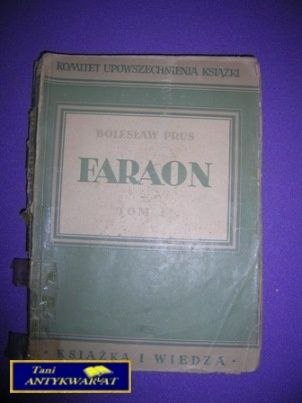 KOMITET UPOWSZECHNIENIA KSIĄŻKI
BOLESŁAW PRUS
FARAON
TOM I
KSIĄŻKA I WIEDZA
Tani
ANTYKWARIAT